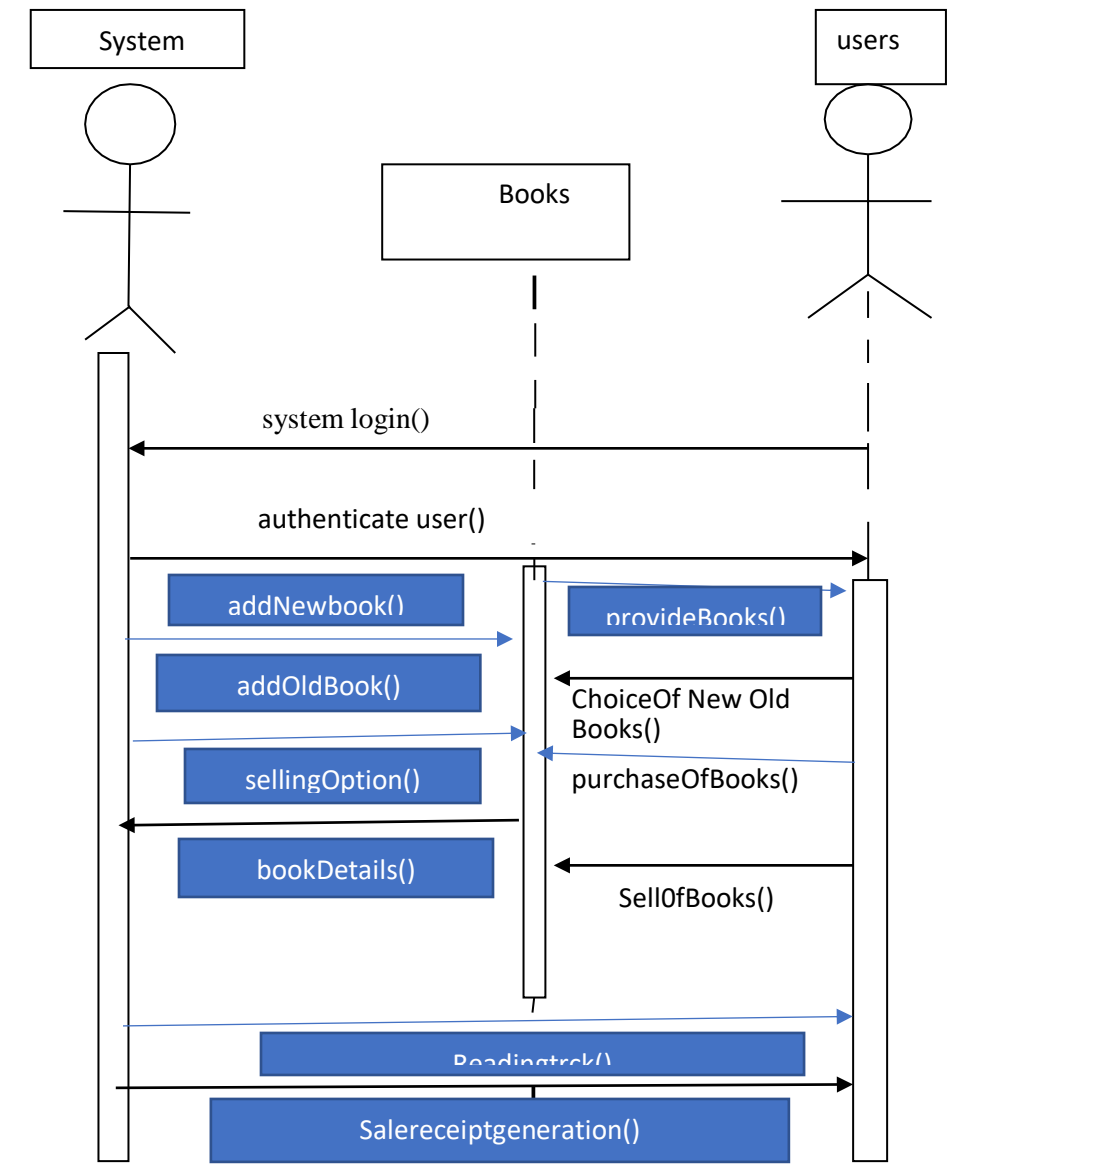 System
users
Books
system login()
authenticate user()
addNewbook()
provideBooks()
addOldBook()
ChoiceOf New Old
Books()
sellingOption()
purchaseOfBooks()
bookDetails()
Sell0fBooks()
Readingtrck()
Salereceiptgeneration()